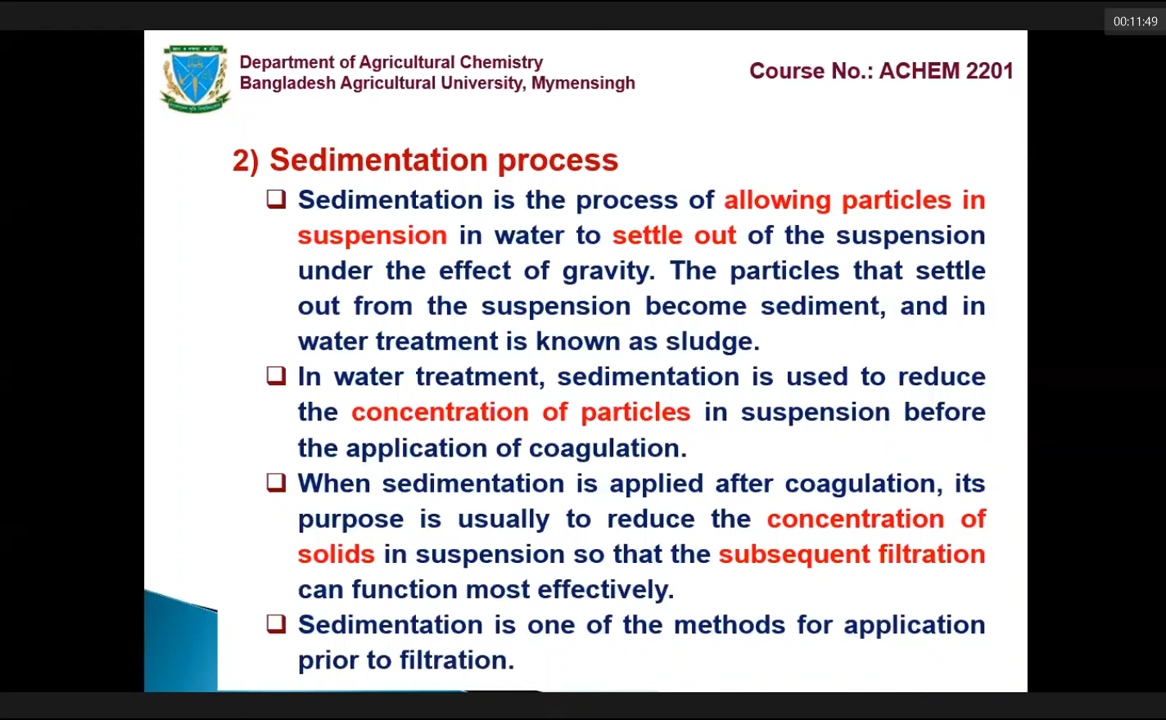 00:11:49
Department of Agricultural Chemistry
Bangladesh Agricultural University, Mymensingh
Course No.: ACHEM 2201
2) Sedimentation process
Sedimentation is the process of allowing particles in
suspension in water to settle out of the suspension
under the effect of gravity. The particles that settle
out from the suspension become sediment, and in
water treatment is known as sludge.
In water treatment, sedimentation is used to reduce
the concentration of particles in suspension before
the application of coagulation.
When sedimentation is applied after coagulation, its
purpose is usually to reduce the concentration of
solids in suspension so that the subsequent filtration
can function most effectively.
Sedimentation is one of the methods for application
prior to filtration.